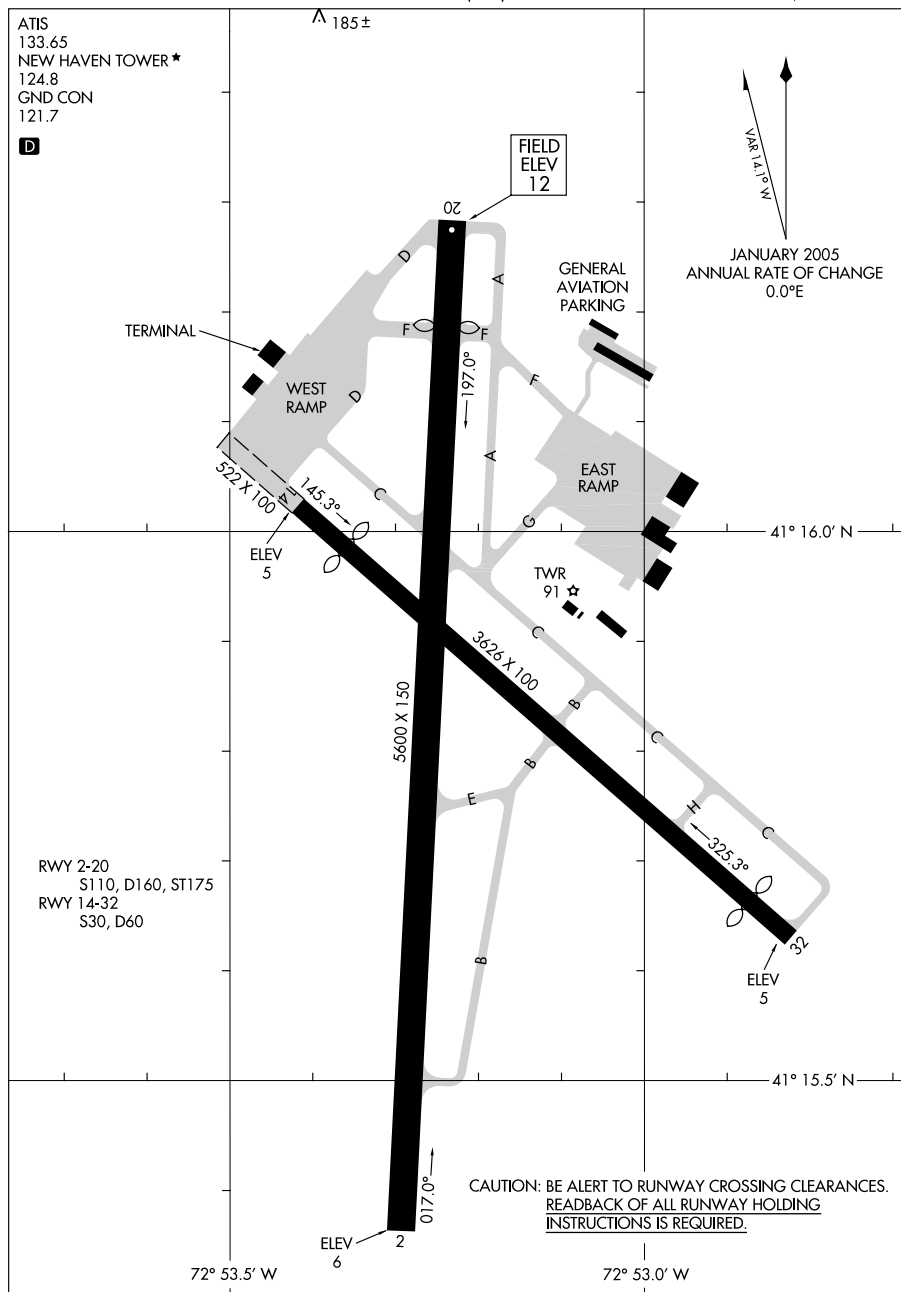 ATIS
133.65
NEW HAVEN TOWER★
124.8
GND CON
121.7
D
185±
FIELD
ELEV
12
VAR 14.1° W
JANUARY 2005
ANNUAL RATE OF CHANGE
0.0°E
20
D
A
GENERAL
AVIATION
PARKING
TERMINAL
F
F
197.0°
F
WEST
RAMP
D
A
EAST
RAMP
522 X 100
145.3°
C
G
41° 16.0' N
ELEV
5
TWR
91
C
3626 X 100
5600 X 150
B
C
B
E
H
C
325.3°
RWY 2-20
S110, D160, ST175
RWY 14-32
S30, D60
32
B
ELEV
5
41° 15.5' N
017.0°
CAUTION: BE ALERT TO RUNWAY CROSSING CLEARANCES.
READBACK OF ALL RUNWAY HOLDING
INSTRUCTIONS IS REQUIRED.
ELEV
6
2
72° 53.5' W
72° 53.0' W